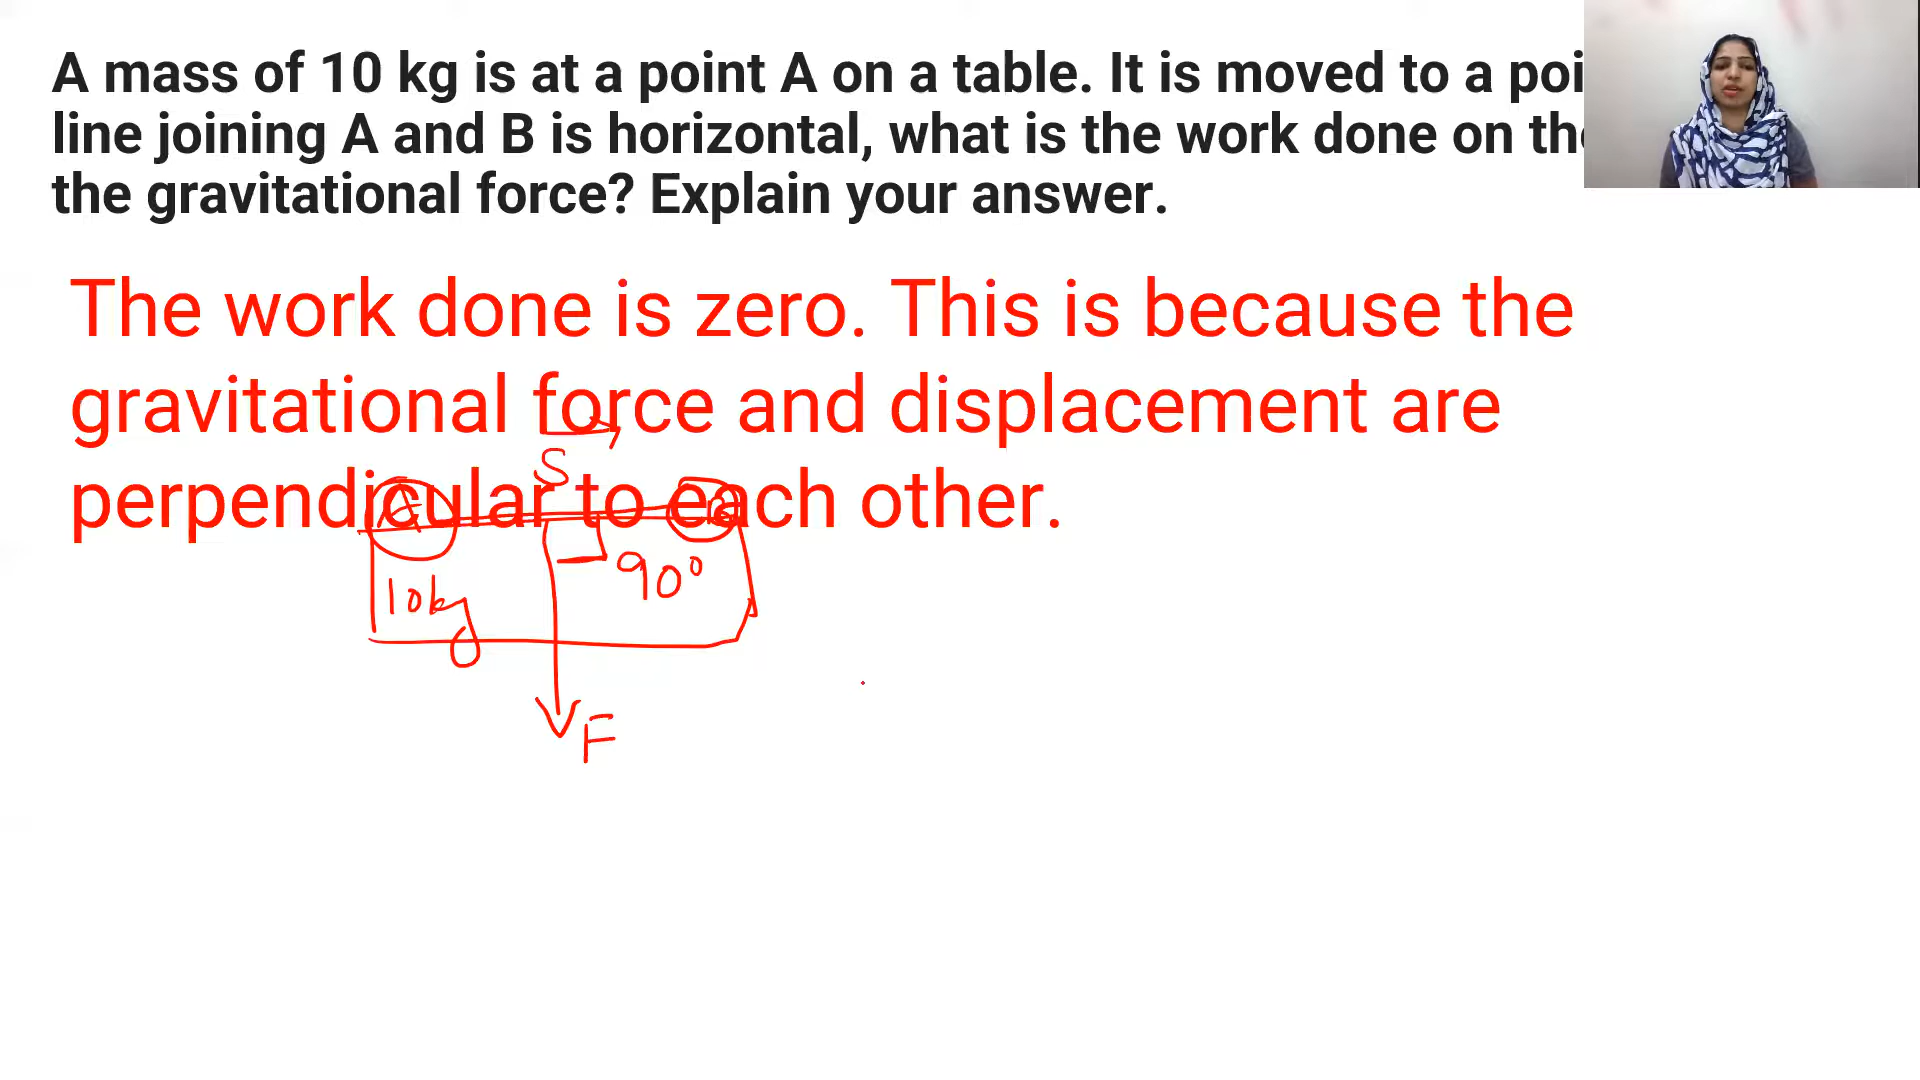 A mass of 10 kg is at a point A on a table. It is moved to a poi
line joining A and B is horizontal, what is the work done on the
the gravitational force? Explain your answer.
The work done is zero. This is because the
gravitational force and displacement are
S
perpendicular to each other.
A
B
10kg
90°
F